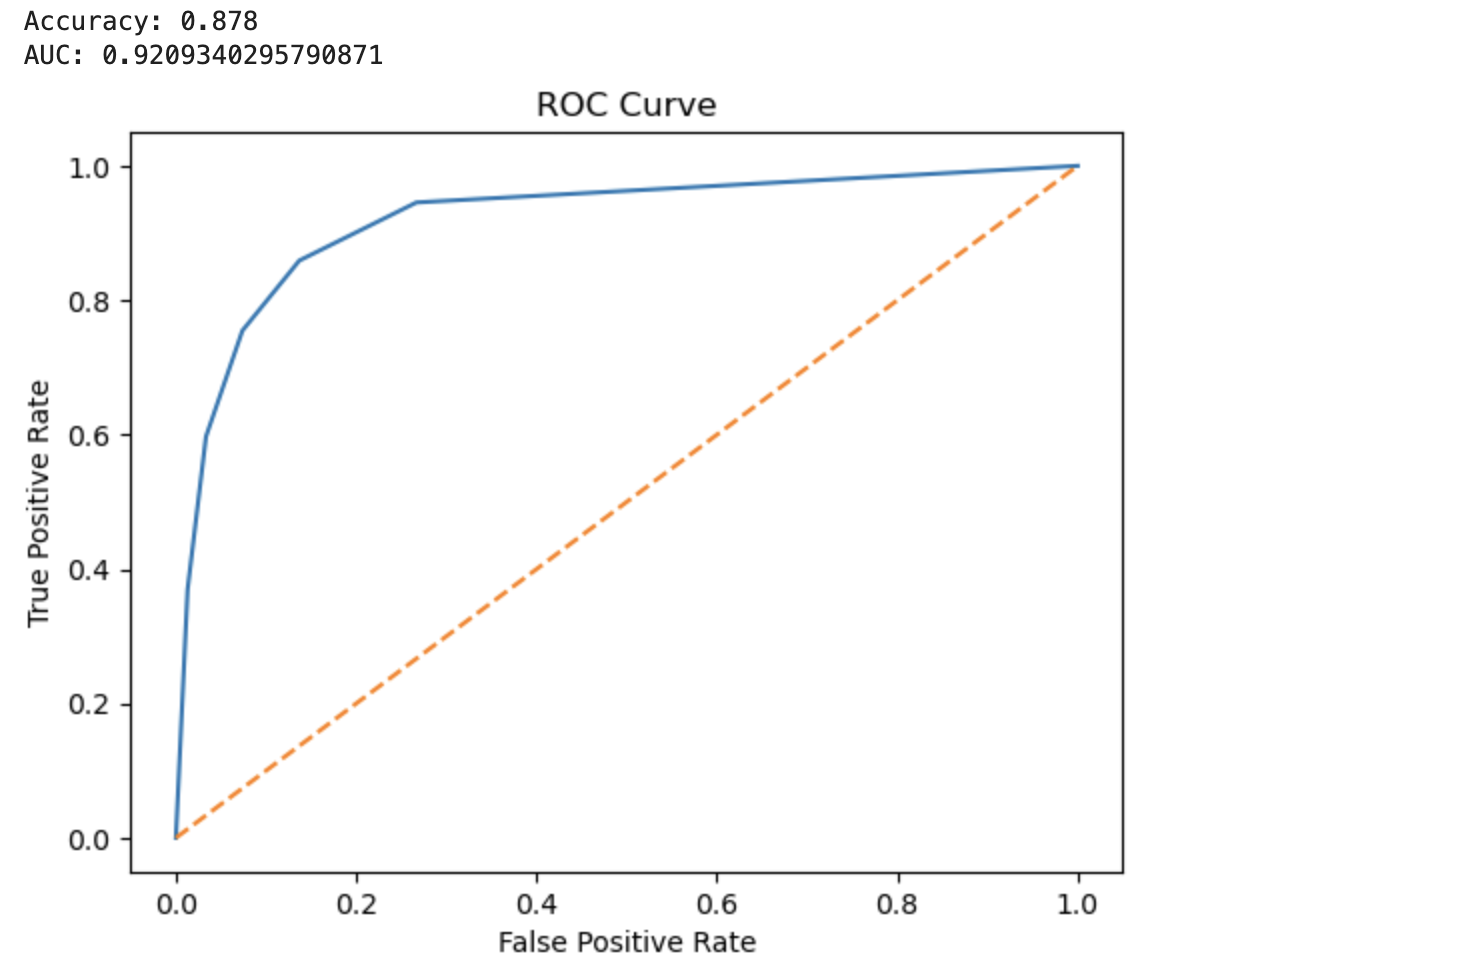 Accuracy: 0.878
AUC: 0.9209340295790871
ROC Curve
True Positive Rate
1.0
0.8
0.6
0.4
0.2
0.0
0.0 0.2 0.4 0.6 0.8 1.0
False Positive Rate